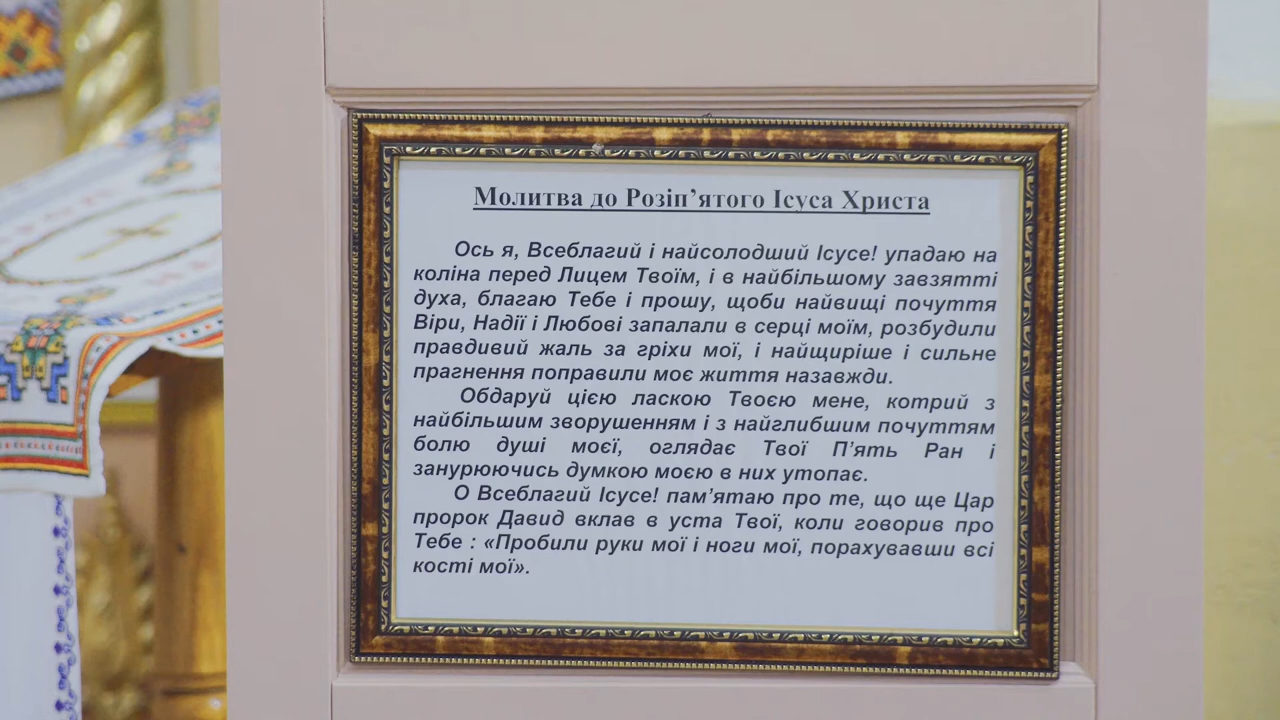 Молитва до Розіп’ятого Ісуса Христа
Ось я, Всеблагий і найсолодший Ісусе! упадаю на
коліна перед Лицем Твоїм, і в найбільшому завзятті
духа, благаю Тебе і прошу, щоби найвищі почуття
Віри, Надії і Любові запалали в серці моїм, розбудили
правдивий жаль за гріхи мої, і найщиріше і сильне
прагнення поправили моє життя назавжди.
Обдаруй цією ласкою Твоєю мене, котрий з
найбільшим зворушенням і з найглибшим почуттям
болю душі моєї, оглядає Твої П’ять Ран і
занурюючись думкою моєю в них утопає.
О Всеблагий Ісусе! пам’ятаю про те, що ще Цар
пророк Давид вклав в уста Твої, коли говорив про
Тебе : «Пробили руки мої і ноги мої, порахувавши всі
кості мої».